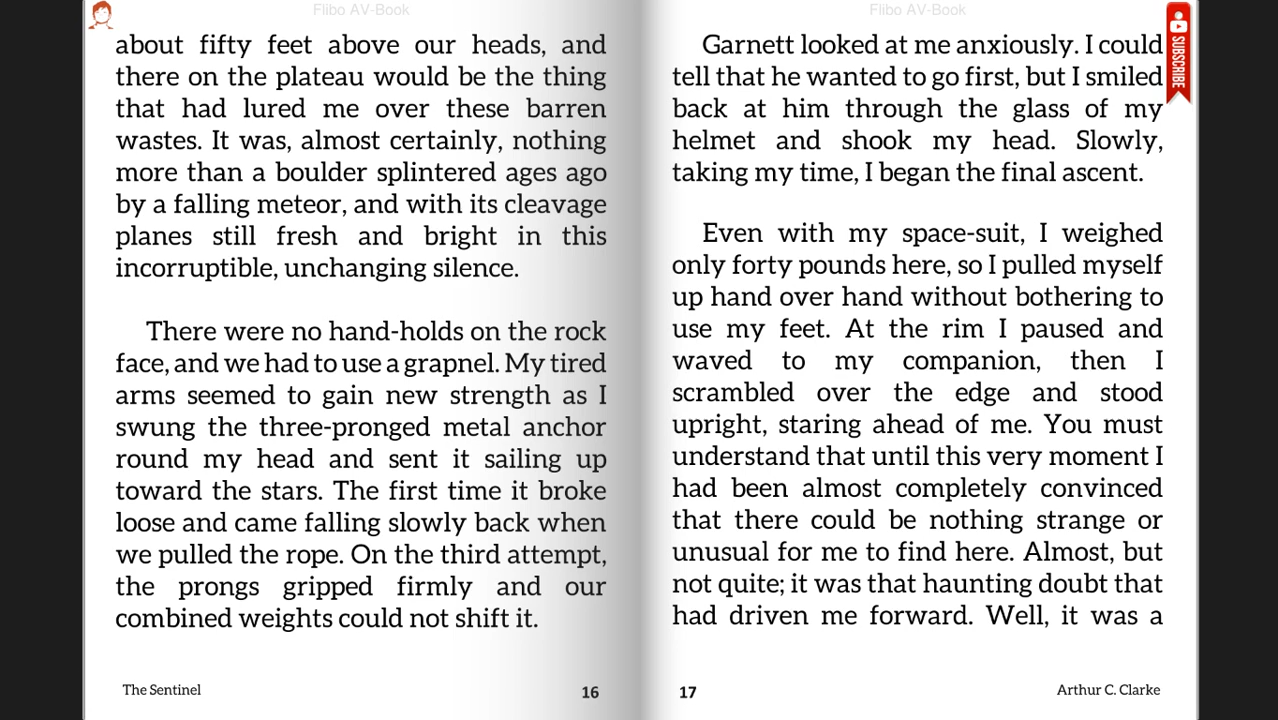 Flibo AV-Book
about fifty feet above our heads, and
there on the plateau would be the thing
that had lured me over these barren
wastes. It was, almost certainly, nothing
more than a boulder splintered ages ago
by a falling meteor, and with its cleavage
planes still fresh and bright in this
incorruptible, unchanging silence.
There were no hand-holds on the rock
face, and we had to use a grapnel. My tired
arms seemed to gain new strength as I
swung the three-pronged metal anchor
round my head and sent it sailing up
toward the stars. The first time it broke
loose and came falling slowly back when
we pulled the rope. On the third attempt,
the prongs gripped firmly and our
combined weights could not shift it.
The Sentinel
16
Flibo AV-Book
SUBSCRIBE
Garnett looked at me anxiously. I could
tell that he wanted to go first, but I smiled
back at him through the glass of my
helmet and shook my head. Slowly,
taking my time, I began the final ascent.
Even with my space-suit, I weighed
only forty pounds here, so I pulled myself
up hand over hand without bothering to
use my feet. At the rim I paused and
waved to my companion, then I
scrambled over the edge and stood
upright, staring ahead of me. You must
understand that until this very moment I
had been almost completely convinced
that there could be nothing strange or
unusual for me to find here. Almost, but
not quite; it was that haunting doubt that
had driven me forward. Well, it was a
17
Arthur C. Clarke